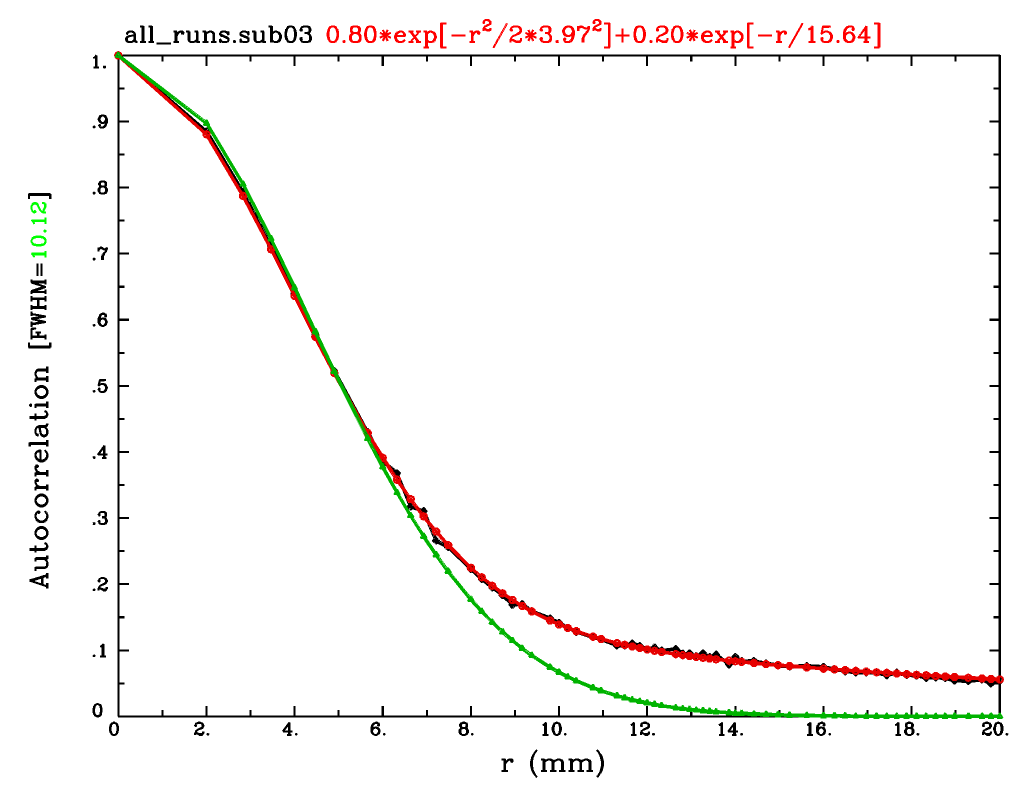 all_runs.sub03 0.80*exp[-r²/2*3.97²]+0.20*exp[-r/15.64]
1.
.9
.8
.7
.6
.5
.4
.3
.2
.1
0
Autocorrelation [FWHM=10.12]
0 2. 4. 6. 8. 10. 12. 14. 16. 18. 20.
r (mm)